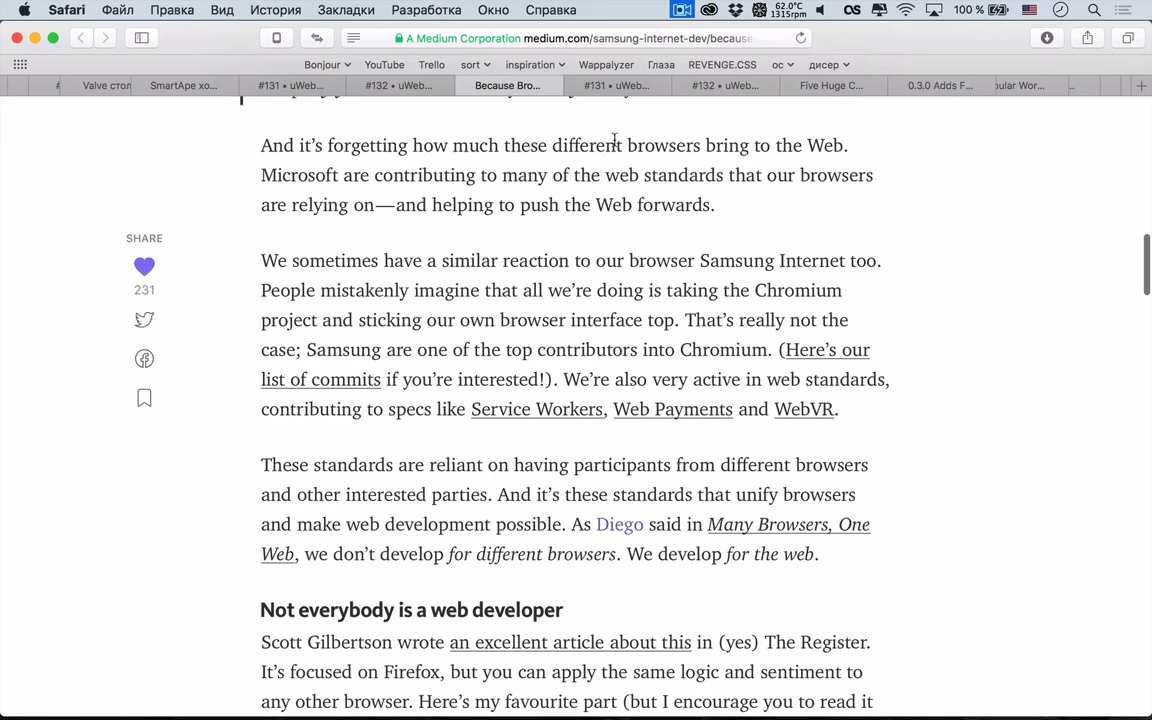 Safari Файл Правка Вид История Закладки Разработка Окно Справка 62.0°C 1315rpm 100 %
A Medium Corporation medium.com/samsung-internet-dev/because
Bonjour YouTube Trello sort inspiration Wappalyzer Глаза REVENGE.CSS ос дисер
Valve стол SmartApe хо... #131 • uWeb... #132 • uWeb... Because Bro... #131 • uWeb... #132 • uWeb... Five Huge C... 0.3.0 Adds F... ular Wor...
And it’s forgetting how much these different browsers bring to the Web.
Microsoft are contributing to many of the web standards that our browsers
are relying on—and helping to push the Web forwards.
SHARE
231
We sometimes have a similar reaction to our browser Samsung Internet too.
People mistakenly imagine that all we’re doing is taking the Chromium
project and sticking our own browser interface top. That’s really not the
case; Samsung are one of the top contributors into Chromium. (Here’s our
list of commits if you’re interested!). We’re also very active in web standards,
contributing to specs like Service Workers, Web Payments and WebVR.
These standards are reliant on having participants from different browsers
and other interested parties. And it’s these standards that unify browsers
and make web development possible. As Diego said in Many Browsers, One
Web, we don’t develop for different browsers. We develop for the web.
Not everybody is a web developer
Scott Gilbertson wrote an excellent article about this in (yes) The Register.
It’s focused on Firefox, but you can apply the same logic and sentiment to
any other browser. Here’s my favourite part (but I encourage you to read it